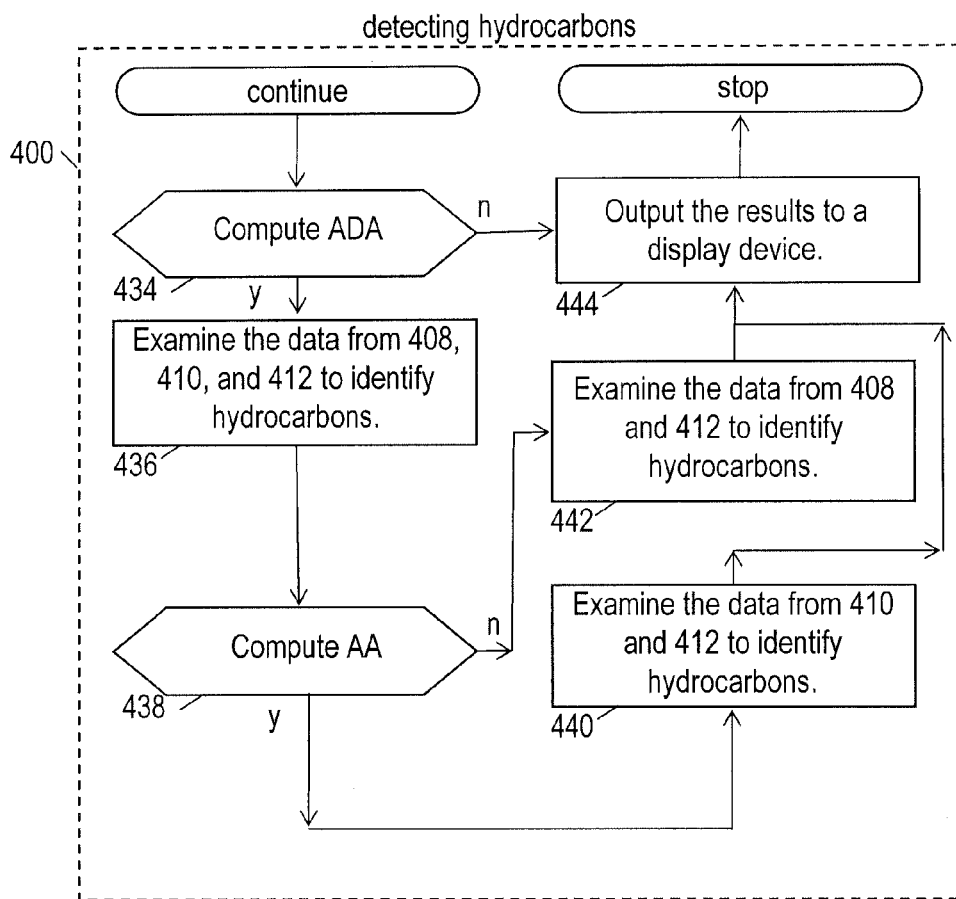 detecting hydrocarbons
continue
stop
400
Compute ADA
n
Output the results to a
display device.
434
y
444
Examine the data from 408,
410, and 412 to identify
hydrocarbons.
436
Examine the data from 408
and 412 to identify
hydrocarbons.
442
Compute AA
n
438
y
Examine the data from 410
and 412 to identify
hydrocarbons.
440